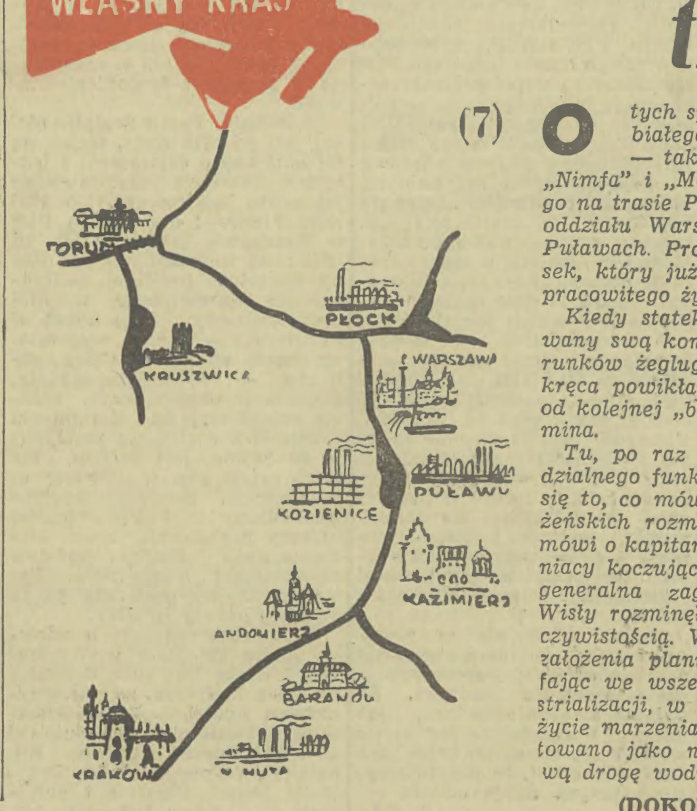 WŁASNY KRAJ
(7)
TORUŃ
PŁOCK
KRUSZWICA
WARSZAWA
PUŁAWY
KOZIENICE
KAZIMIERZ
ANDOMIERZ
BARANÓW
N. HUTA
KRAKÓW
t
O tych s
białego
— tak
„Nimfa” i „M
go na trasie P
oddziału Wars
Puławach. Pro
sek, który już
pracowitego ży
Kiedy statek
wany swą kon
runków żeglug
kręca powikła
od kolejnej „b
mina.
Tu, po raz
dzialnego funk
się to, co mów
żeńskich rozm
mówi o kapitan
niacy koczując
generalna zag
Wisły rozminę
czywistością. W
założenia plan
fając we wsze
strializacji, w
życie marzenia
towano jako n
wą drogę wod
(DOKO